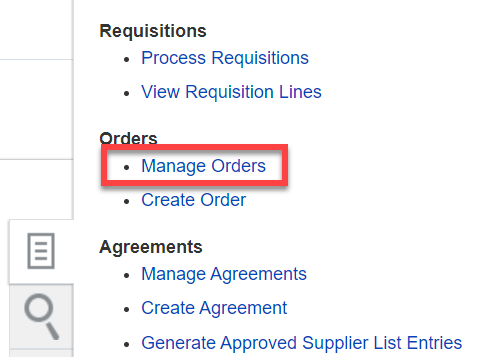 Requisitions
Process Requisitions
View Requisition Lines
Orders
Manage Orders
Create Order
Agreements
Manage Agreements
Create Agreement
Generate Approved Supplier List Entries